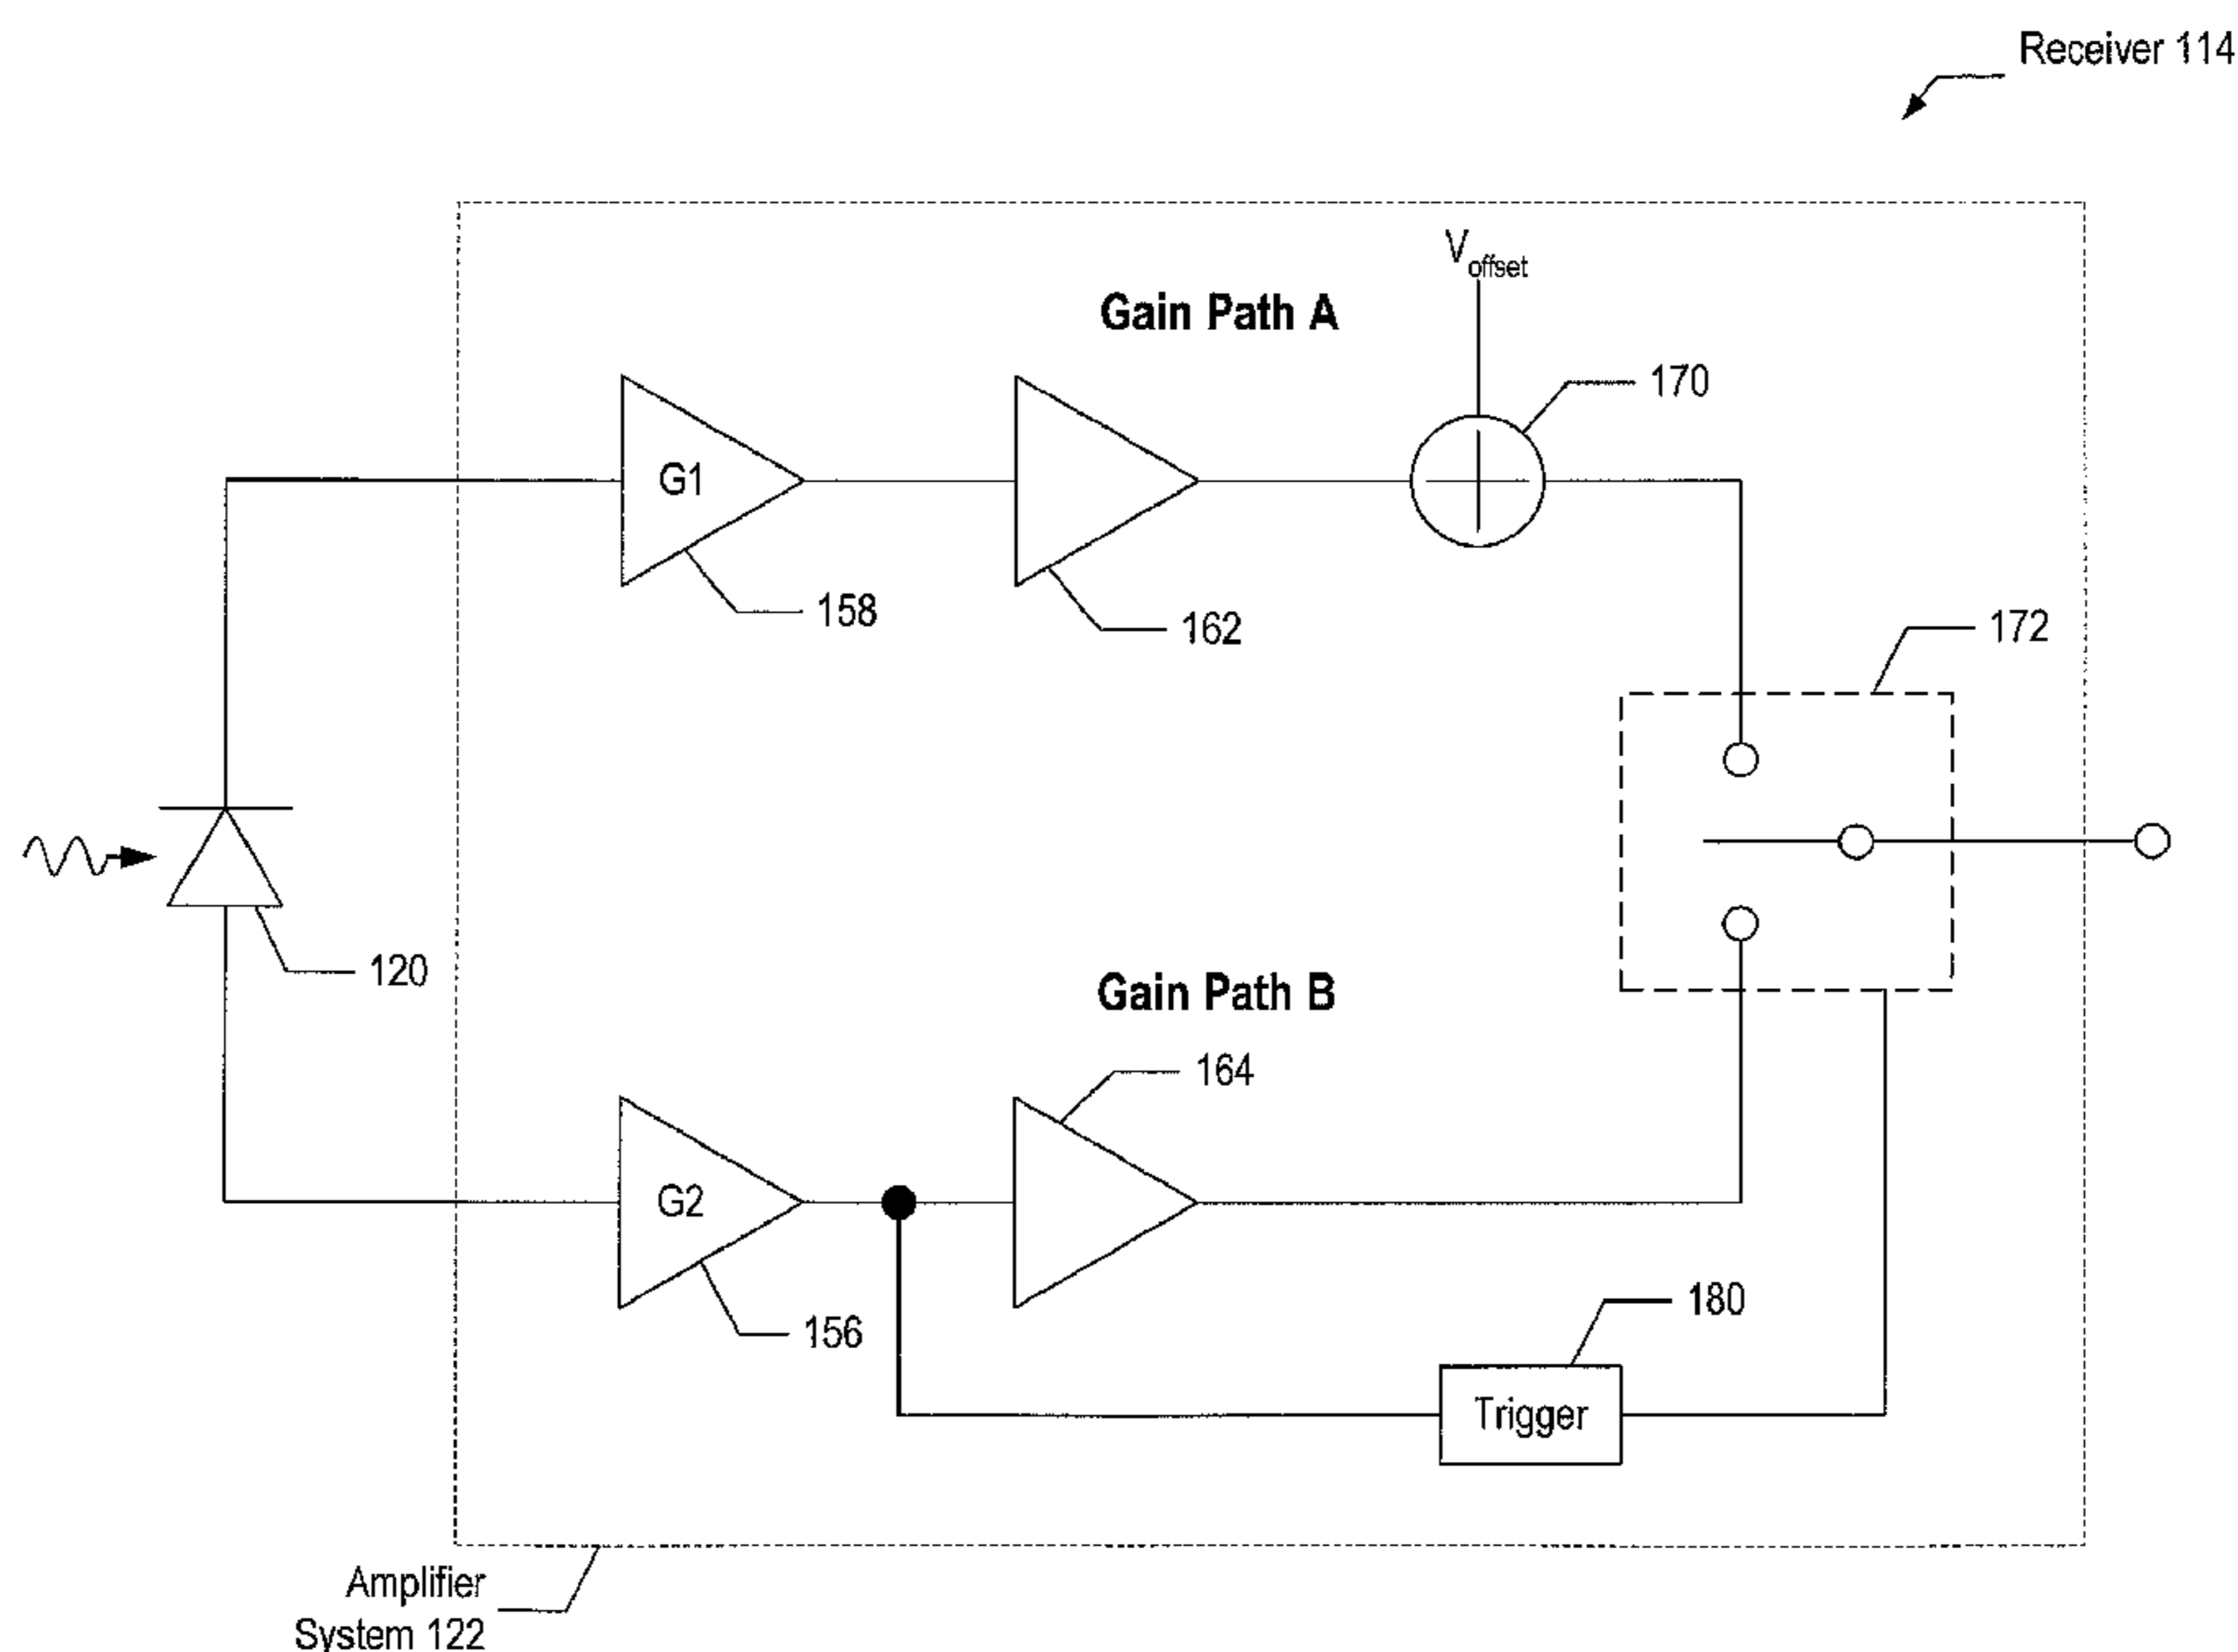 Receiver 114
Voffset
Gain Path A
170
G1
158
162
172
120
Gain Path B
164
G2
156
180
Trigger
Amplifier
System 122